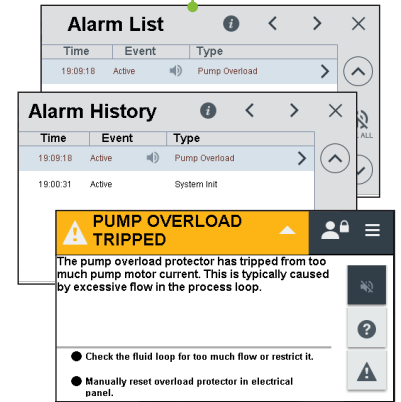 Alarm List
Time Event Type
19:09:18 Active Pump Overload
ALL
Alarm History
Time Event Type
19:09:18 Active Pump Overload
19:00:31 Active System Init
PUMP OVERLOAD
TRIPPED
The pump overload protector has tripped from too
much pump motor current. This is typically caused
by excessive flow in the process loop.
Check the fluid loop for too much flow or restrict it.
Manually reset overload protector in electrical
panel.